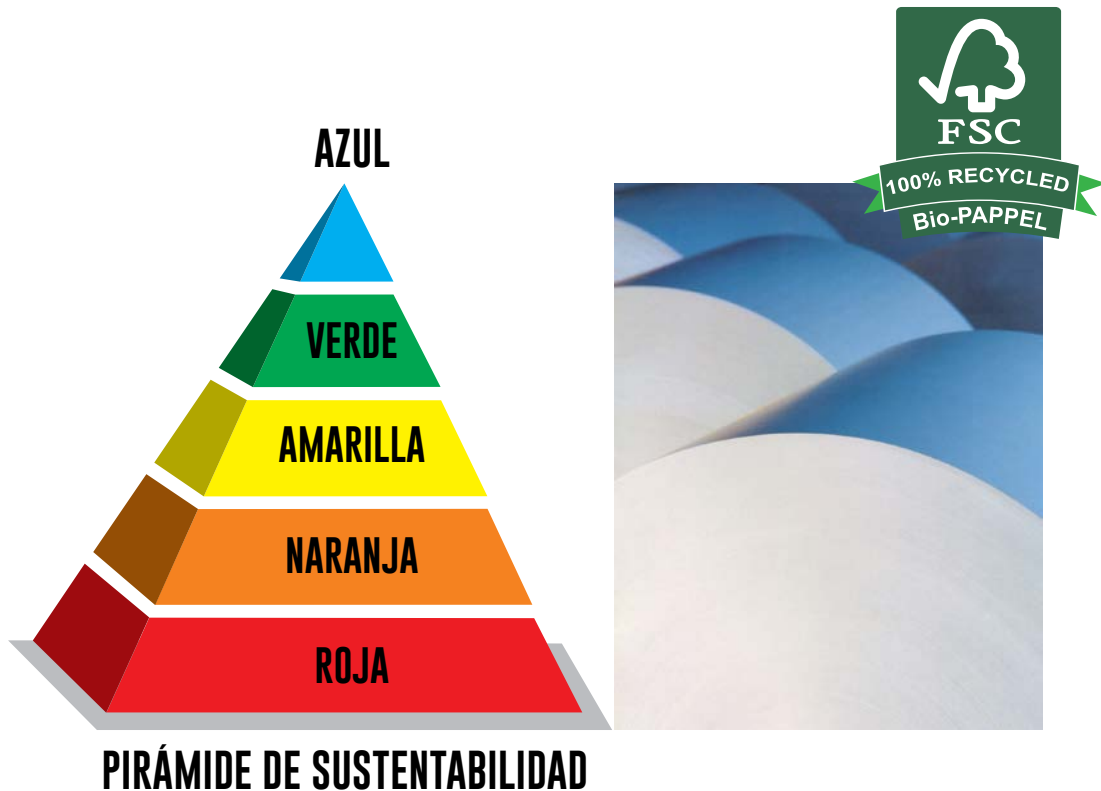 AZUL
VERDE
AMARILLA
NARANJA
ROJA
PIRÁMIDE DE SUSTENTABILIDAD
FSC
100% RECYCLED
Bio-PAPPEL